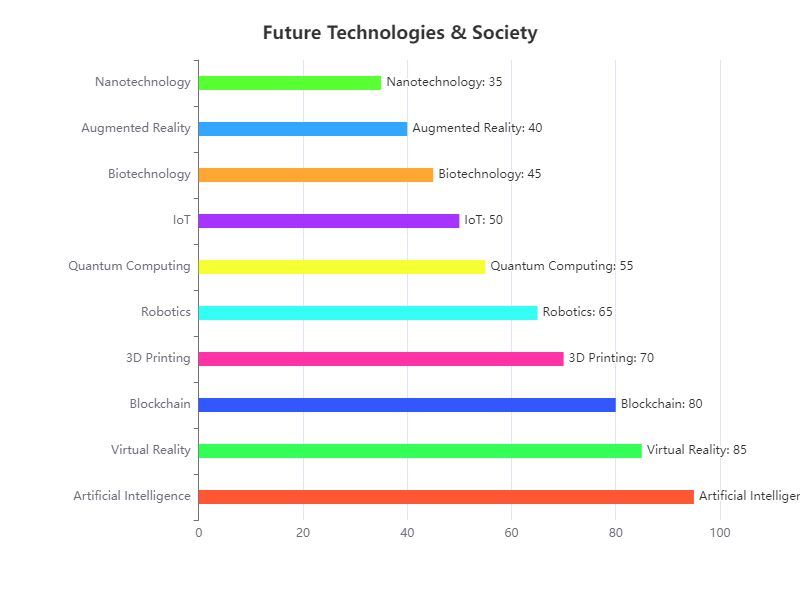 Future Technologies & Society
Nanotechnology
Nanotechnology: 35
Augmented Reality
Augmented Reality: 40
Biotechnology
Biotechnology: 45
IoT
IoT: 50
Quantum Computing
Quantum Computing: 55
Robotics
Robotics: 65
3D Printing
3D Printing: 70
Blockchain
Blockchain: 80
Virtual Reality
Virtual Reality: 85
Artificial Intelligence
Artificial
0 20 40 60 80 100